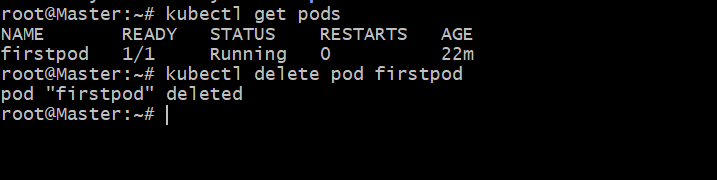 root@Master:~# kubectl get pods
NAME       READY   STATUS    RESTARTS   AGE
firstpod   1/1     Running   0          22m
root@Master:~# kubectl delete pod firstpod
pod "firstpod" deleted
root@Master:~#